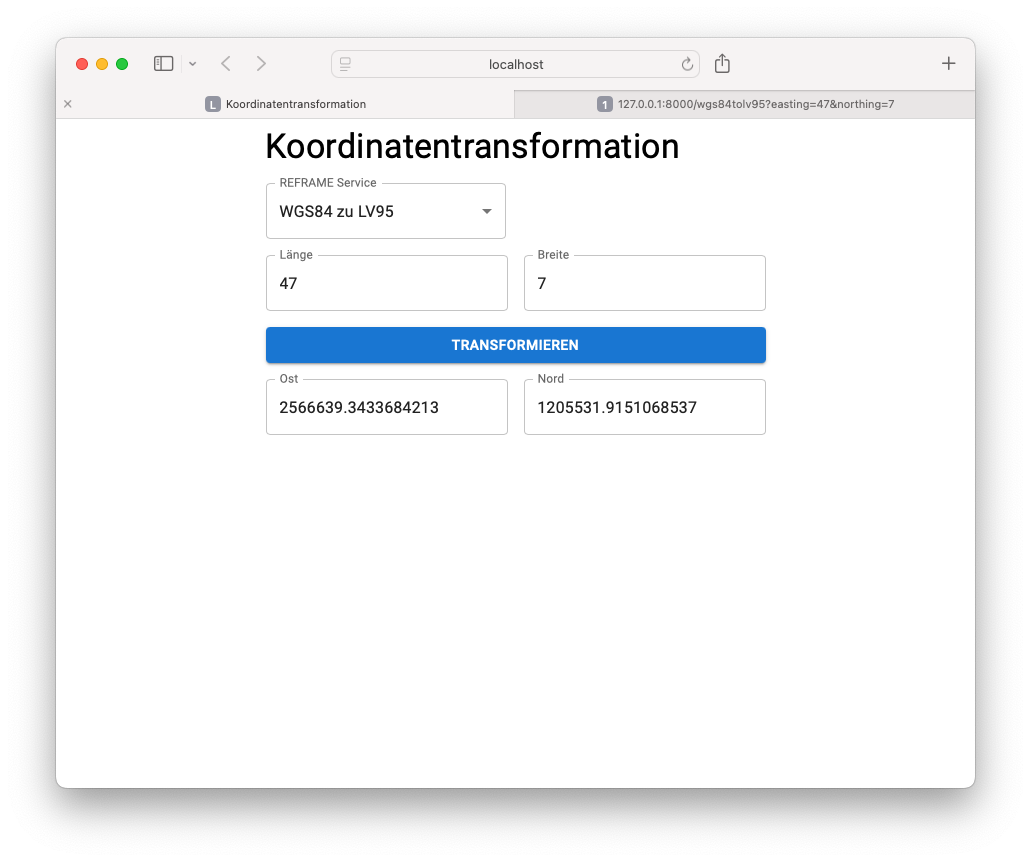 localhost
L Koordinatentransformation
1 127.0.0.1:8000/wgs84tolv95?easting=47&northing=7
Koordinatentransformation
REFRAME Service
WGS84 zu LV95
Länge Breite
47 7
TRANSFORMIEREN
Ost Nord
2566639.3433684213 1205531.9151068537